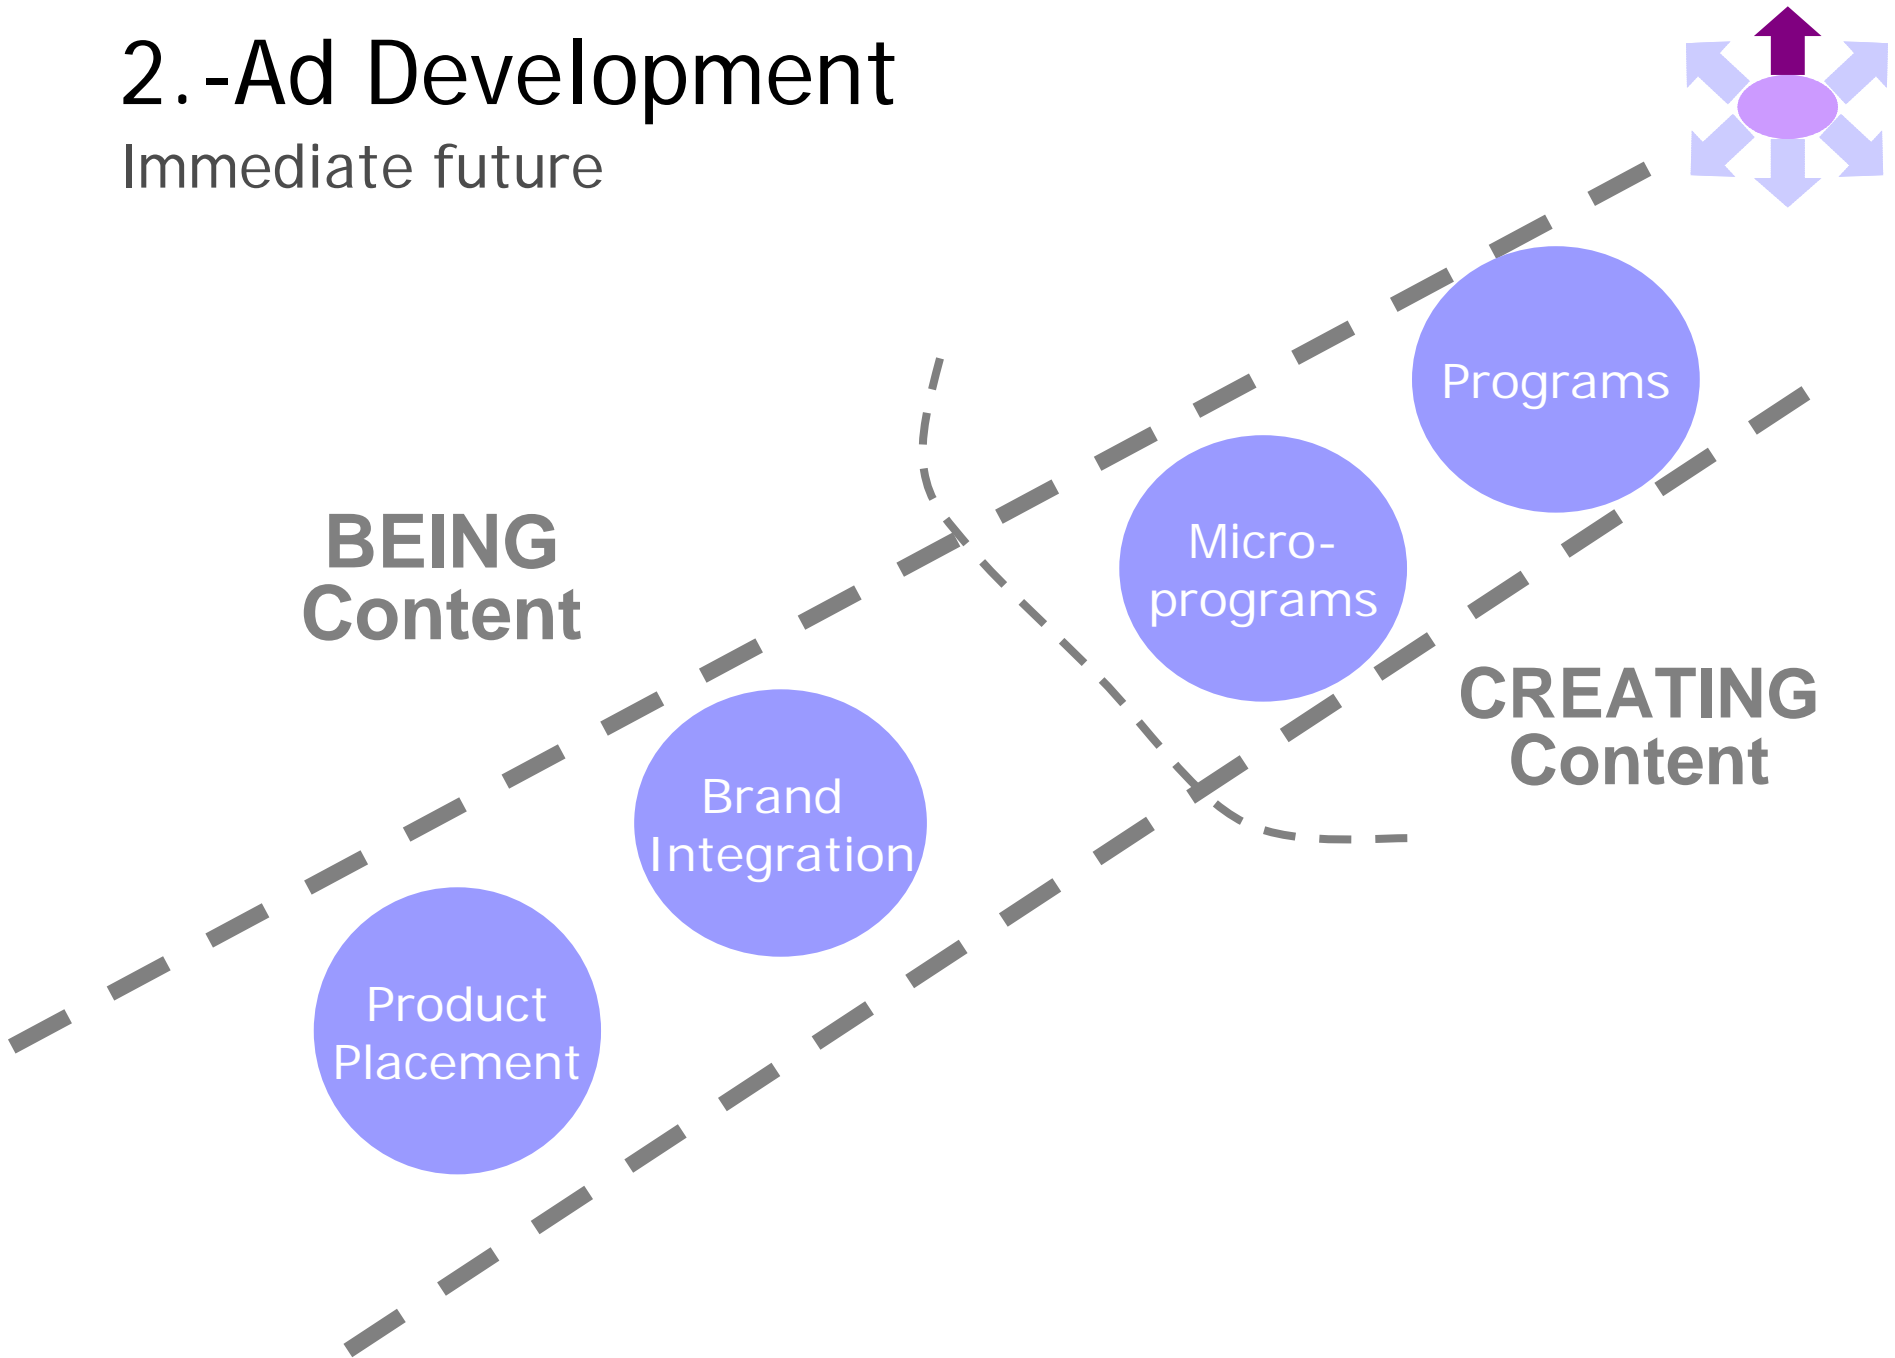 2.-Ad Development
Immediate future
Programs
BEING
Content
Micro-
programs
CREATING
Content
Brand
Integration
Product
Placement